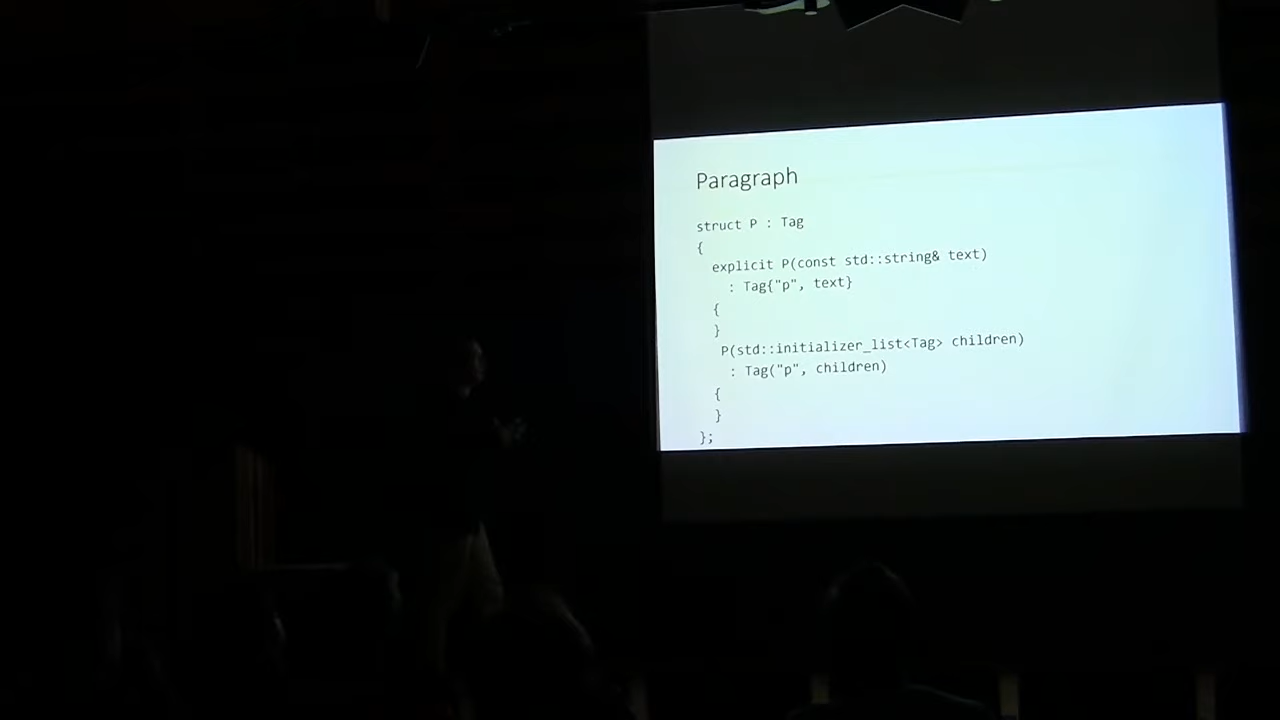 Paragraph
struct P : Tag
{
explicit P(const std::string& text)
: Tag{"p", text}
{
}
P(std::initializer_list<Tag> children)
: Tag("p", children)
{
}
};